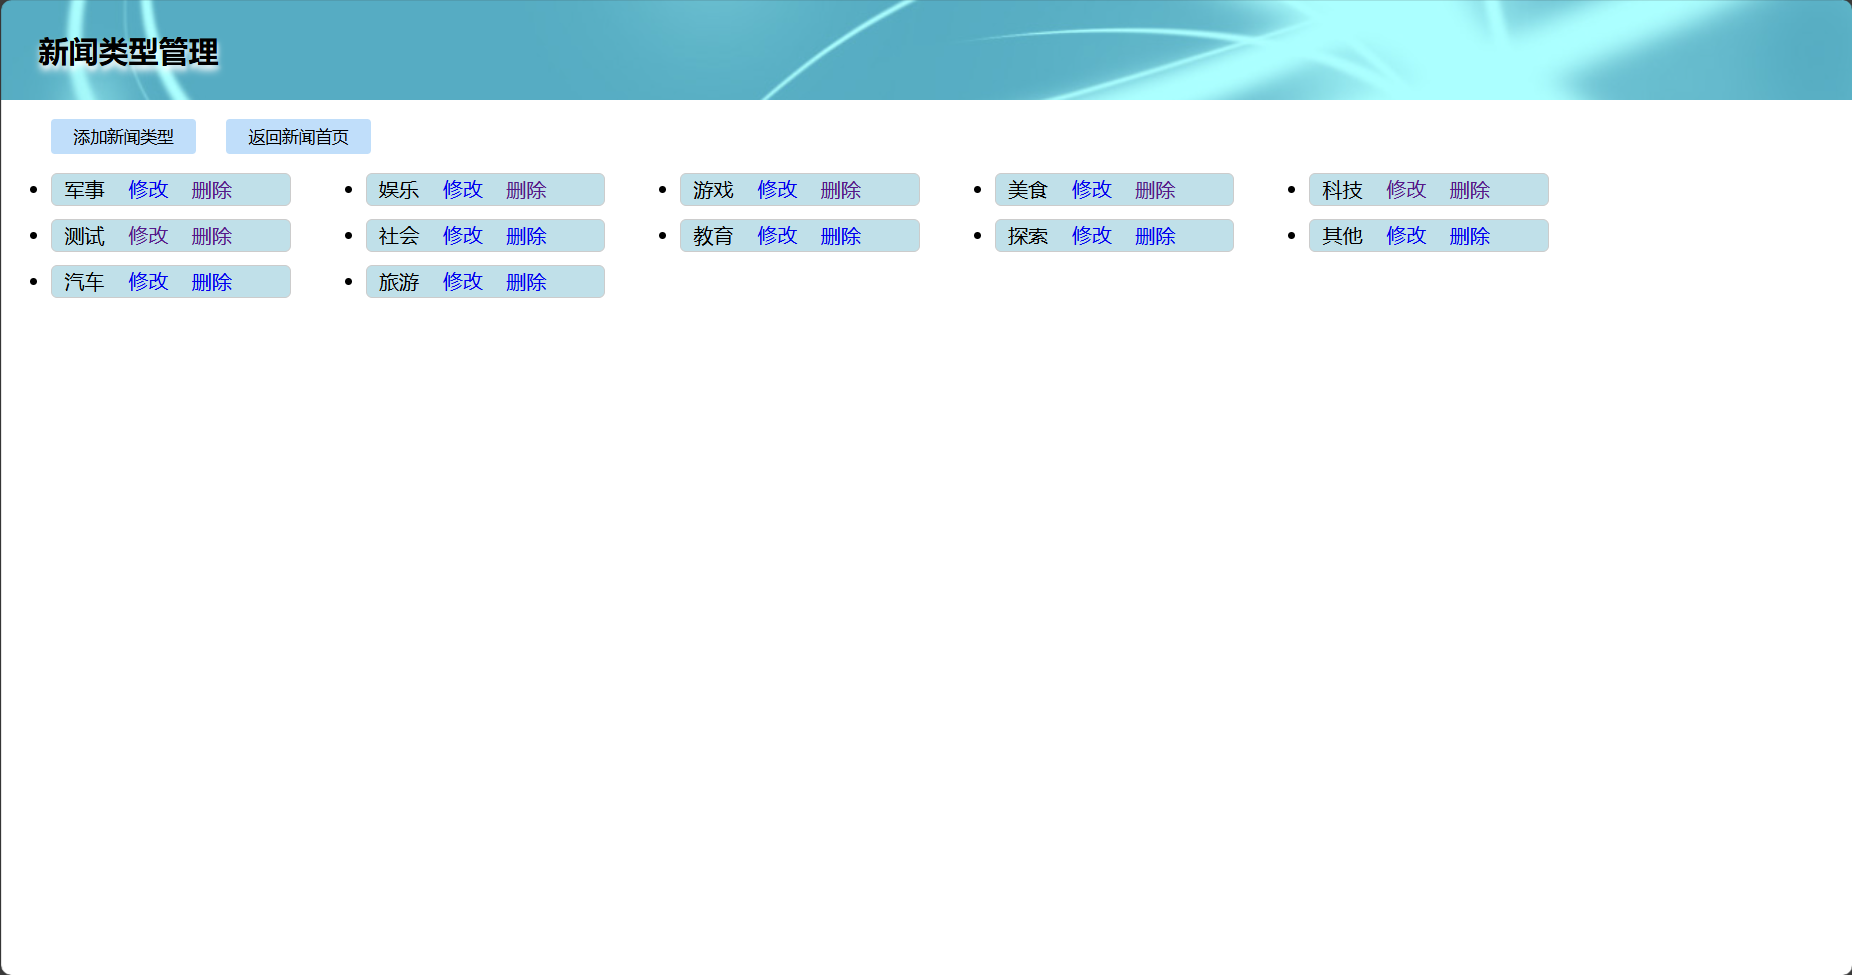 新闻类型管理
添加新闻类型 返回新闻首页
军事 修改 删除 娱乐 修改 删除 游戏 修改 删除 美食 修改 删除 科技 修改 删除
测试 修改 删除 社会 修改 删除 教育 修改 删除 探索 修改 删除 其他 修改 删除
汽车 修改 删除 旅游 修改 删除